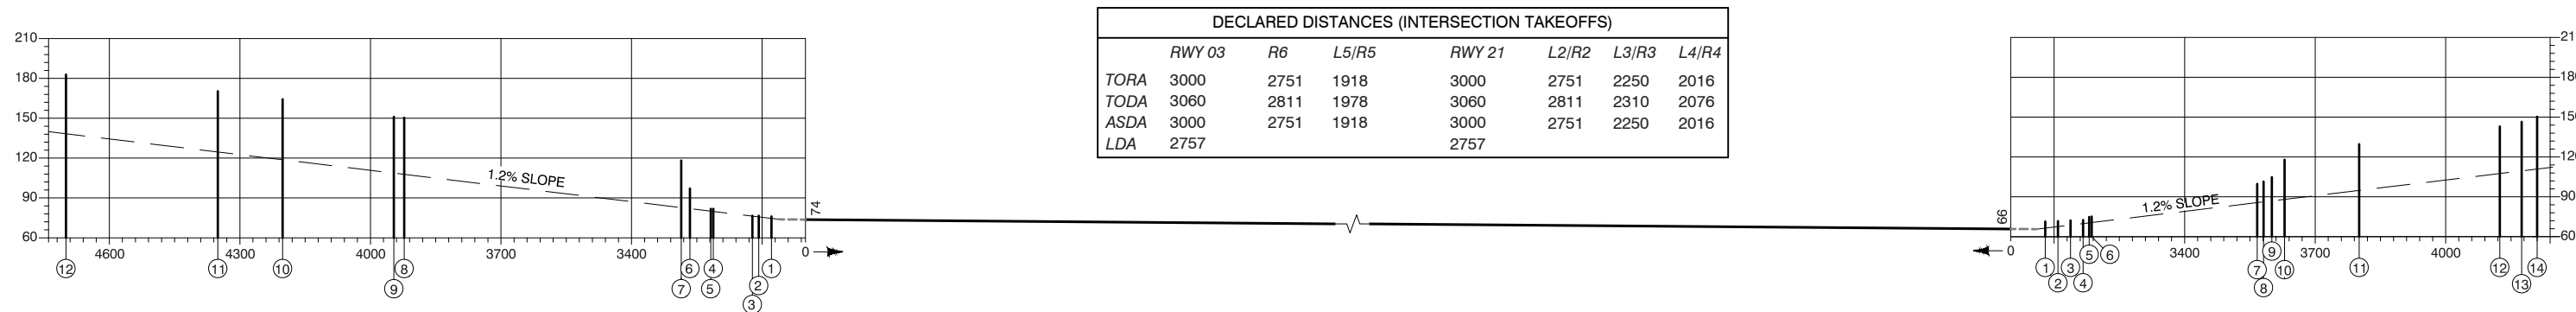 DECLARED DISTANCES (INTERSECTION TAKEOFFS)
RWY 03 R6 L5/R5 RWY 21 L2/R2 L3/R3 L4/R4
TORA 3000 2751 1918 3000 2751 2250 2016
TODA 3060 2811 1978 3060 2811 2310 2076
ASDA 3000 2751 1918 3000 2751 2250 2016
LDA 2757 2757
210
180
150
120
90
60
1.2% SLOPE
74
4600 4300 4000 3700 3400 0
12 11 10 8 6 4 1
9 7 5 2
3
180
150
120
90
60
1.2% SLOPE
66
0 3400 3700 4000
1 3 5 6 7 9 10 11 12 14
2 4 8 13